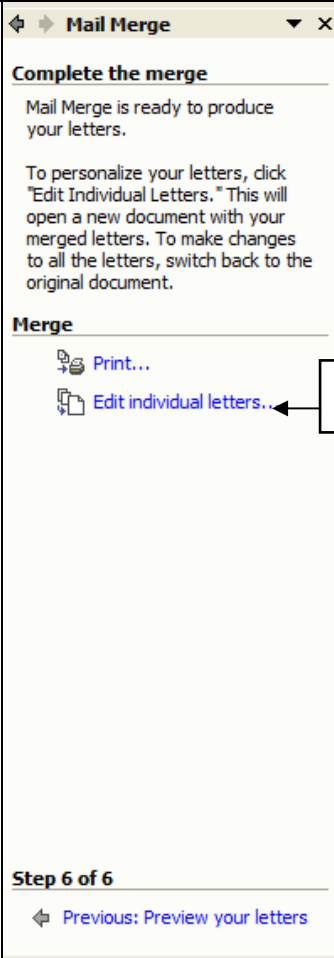 Mail Merge
Complete the merge
Mail Merge is ready to produce
your letters.
To personalize your letters, click
"Edit Individual Letters." This will
open a new document with your
merged letters. To make changes
to all the letters, switch back to the
original document.
Merge
Print...
Edit individual letters...
Step 6 of 6
Previous: Preview your letters